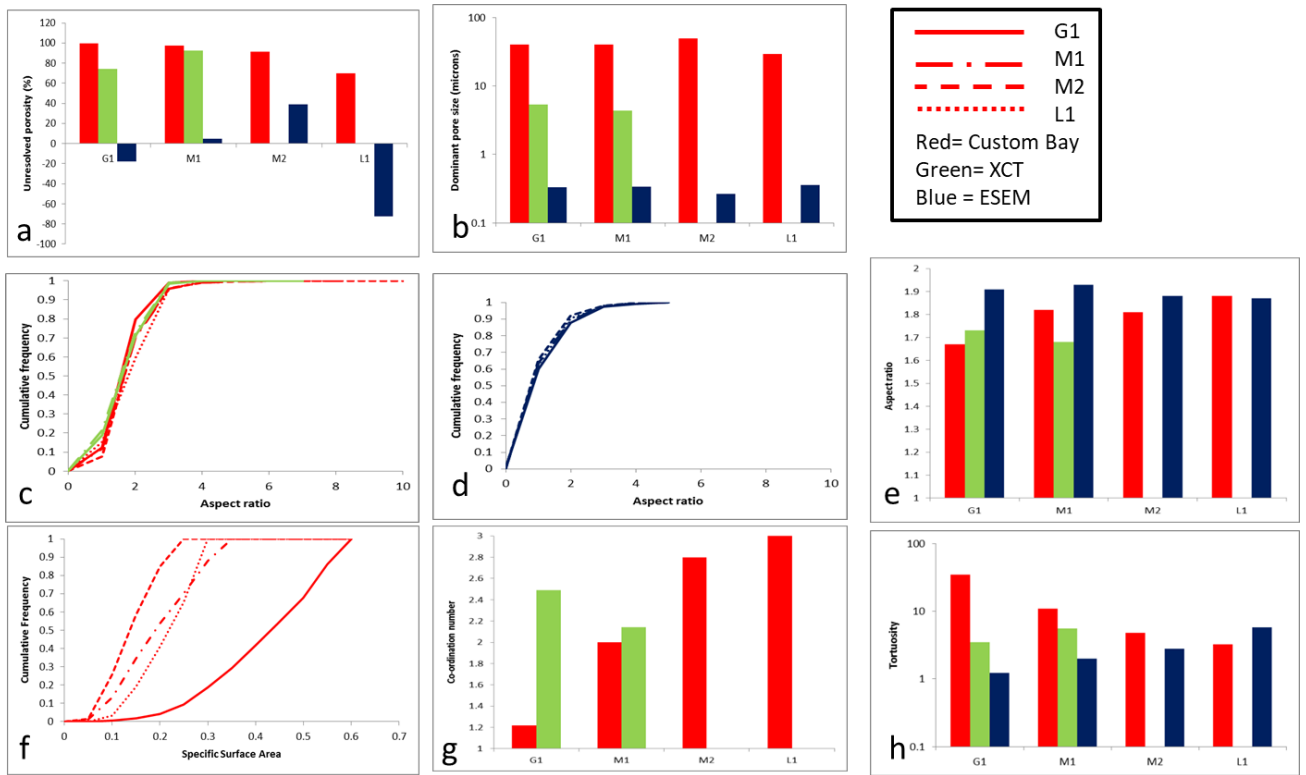 Unresolved porosity (%)
120
100
80
60
40
20
0
-20
-40
-60
-80
-100
G1 M1 M2 L1
a
Dominant pore size (microns)
100
10
1
0.1
G1 M1 M2 L1
b
G1
M1
M2
L1
Red= Custom Bay
Green= XCT
Blue = ESEM
Cumulative frequency
1
0.9
0.8
0.7
0.6
0.5
0.4
0.3
0.2
0.1
0
0 2 4 6 8 10
Aspect ratio
c
Cumulative frequency
1
0.9
0.8
0.7
0.6
0.5
0.4
0.3
0.2
0.1
0
0 2 4 6 8 10
Aspect ratio
d
Aspect ratio
2
1.9
1.8
1.7
1.6
1.5
1.4
1.3
1.2
1.1
1
G1 M1 M2 L1
e
Cumulative Frequency
1
0.9
0.8
0.7
0.6
0.5
0.4
0.3
0.2
0.1
0
0 0.1 0.2 0.3 0.4 0.5 0.6 0.7
Specific Surface Area
f
Co-ordination number
3
2.8
2.6
2.4
2.2
2
1.8
1.6
1.4
1.2
1
G1 M1 M2 L1
g
Tortuosity
100
10
1
0.1
G1 M1 M2 L1
h